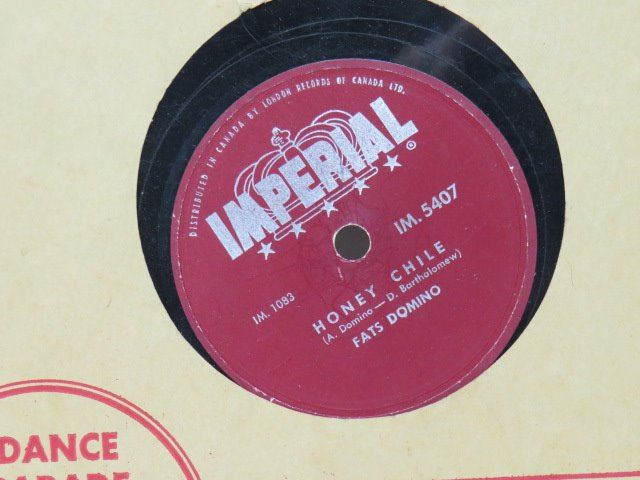 DISTRIBUTED IN CANADA BY LONDON RECORDS OF CANADA LTD.
IMPERIAL
®
IM. 5407
IM. 1083
HONEY CHILE
(A. Domino — D. Bartholomew)
FATS DOMINO
DANCE
PARADE